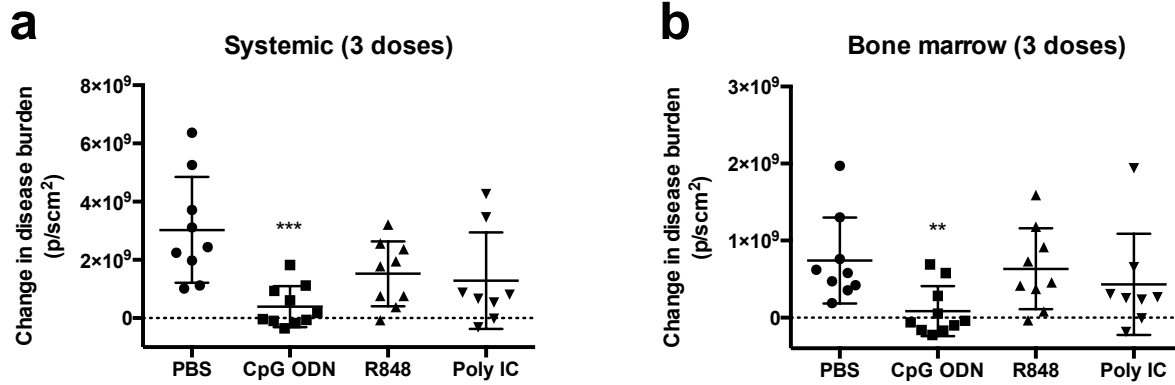 a
Systemic (3 doses)
Change in disease burden
(p/scm²)
8×10⁹
6×10⁹
4×10⁹
2×10⁹
0
***
PBS
CpG ODN
R848
Poly IC
b
Bone marrow (3 doses)
Change in disease burden
(p/scm²)
3×10⁹
2×10⁹
1×10⁹
0
**
PBS
CpG ODN
R848
Poly IC